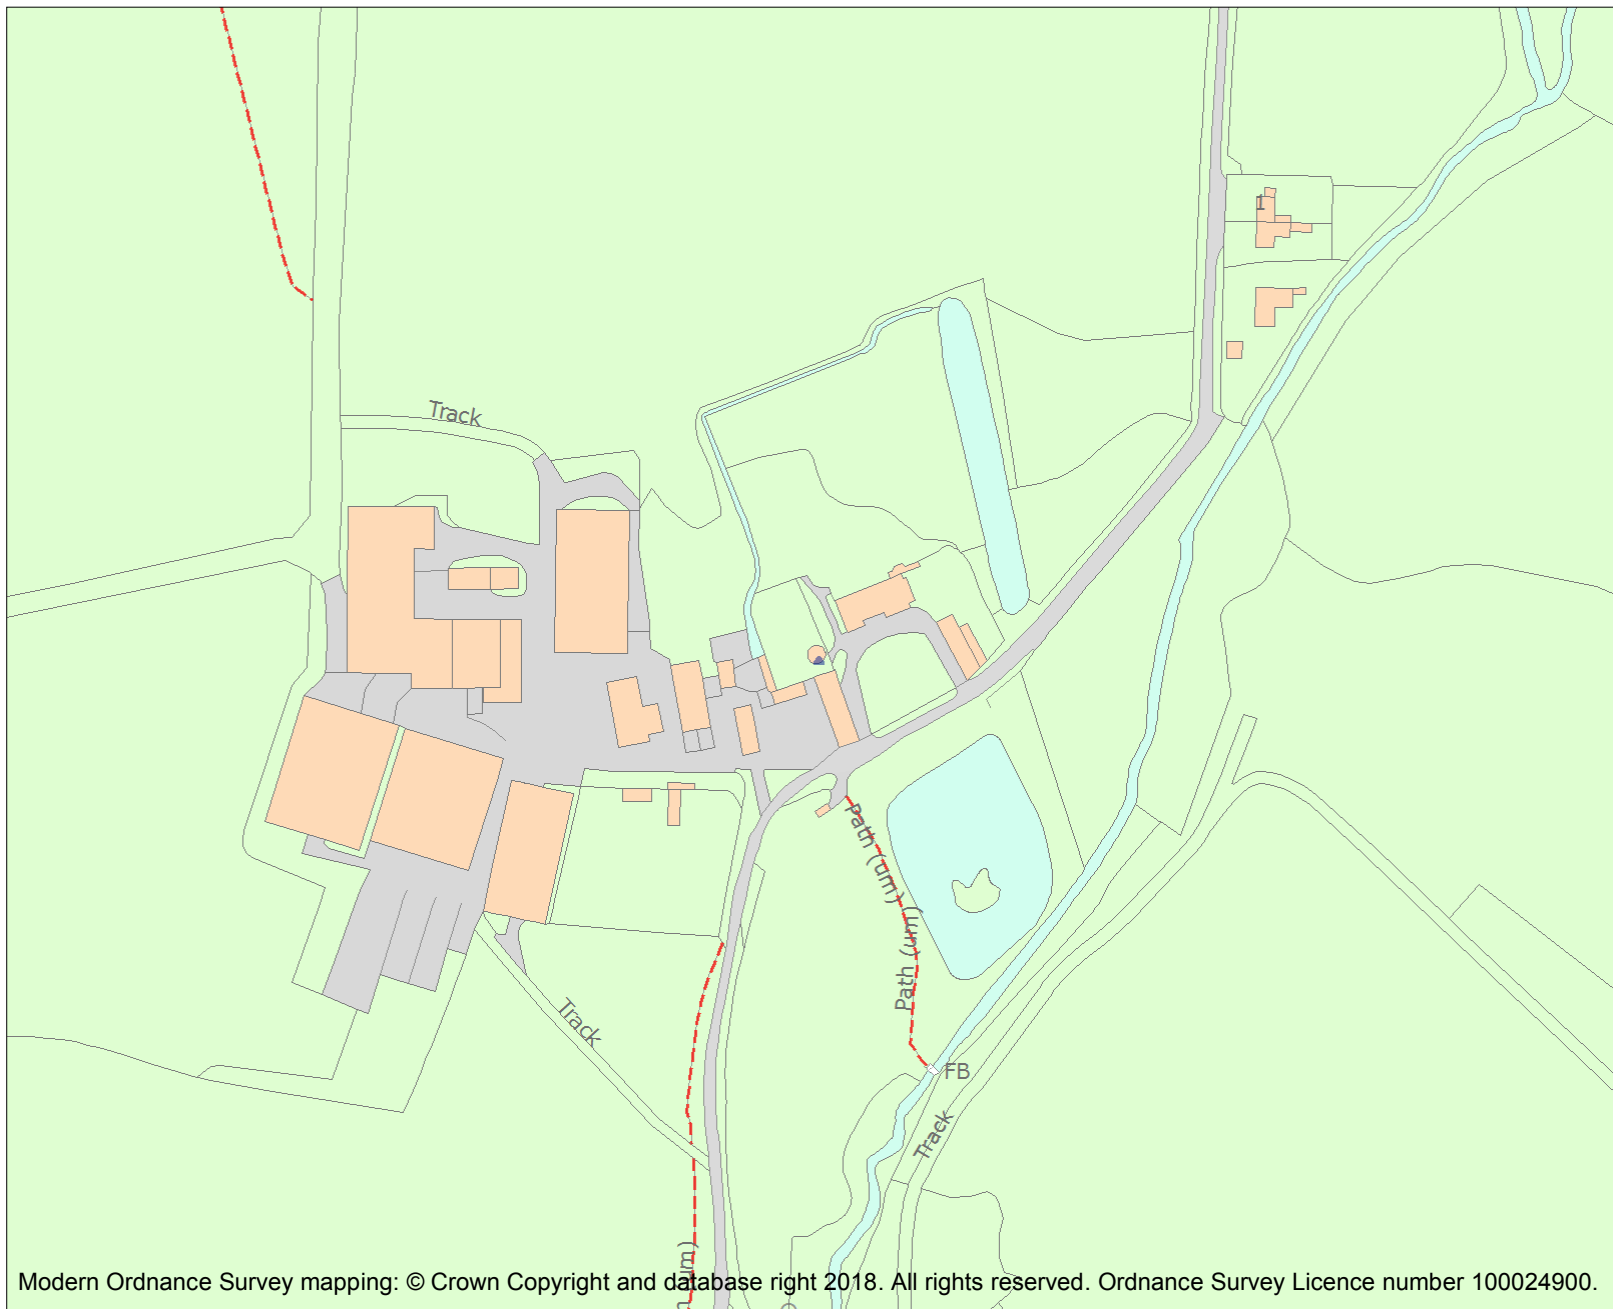 1
Track
Path (um)
Path (um)
Track
FB
Track
um)
Modern Ordnance Survey mapping: © Crown Copyright and database right 2018. All rights reserved. Ordnance Survey Licence number 100024900.